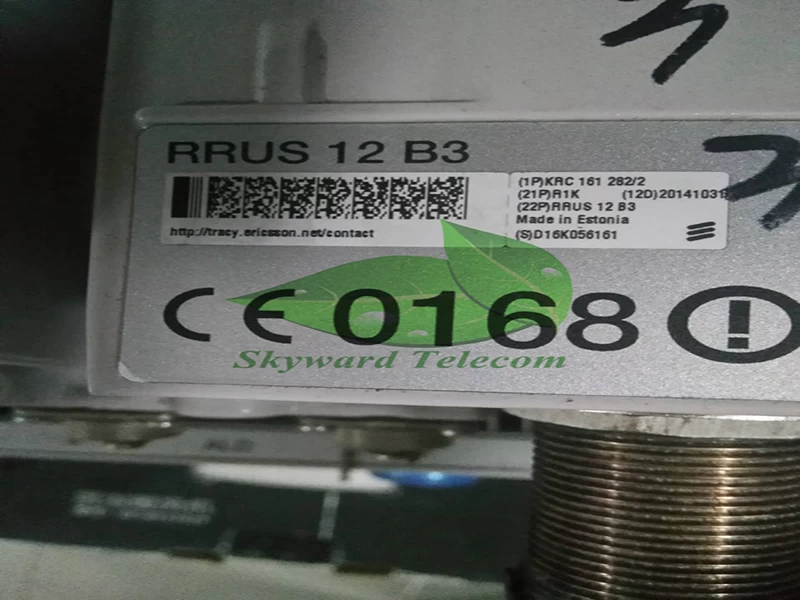 RRUS 12 B3
(1P)KRC 161 282/2
(21P)R1K (12D)20141031
(22P)RRUS 12 B3
Made in Estonia
(S)D16K056161
http://tracy.ericsson.net/contact
CE 0168
Skyward Telecom